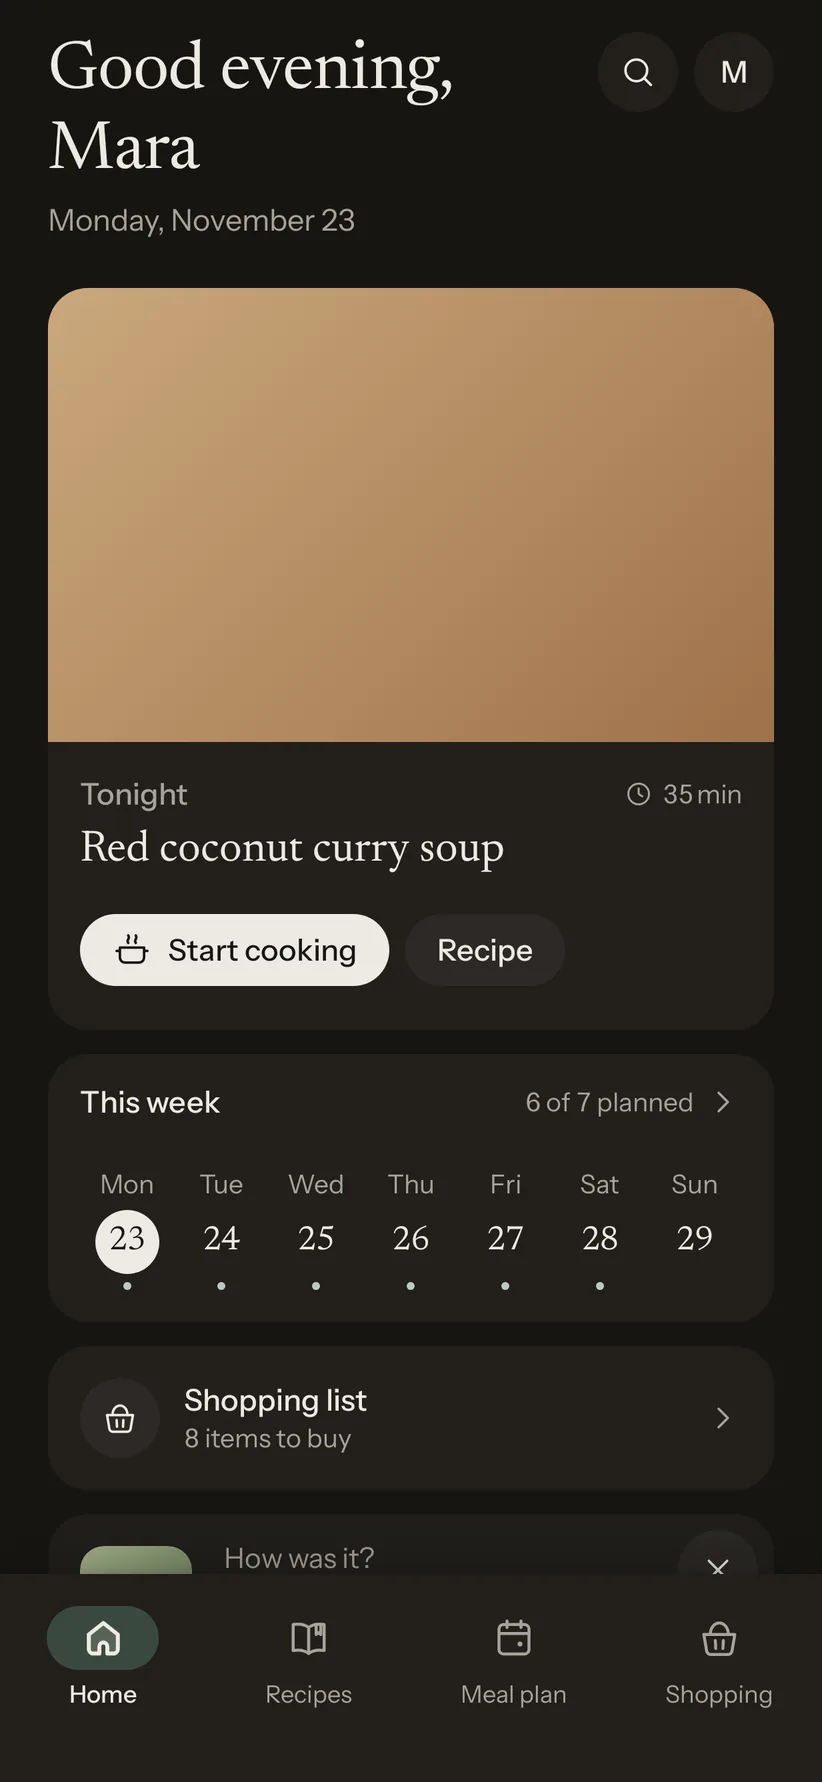 Good evening,
Mara
M
Monday, November 23
Tonight
35 min
Red coconut curry soup
Start cooking
Recipe
This week
6 of 7 planned
Mon Tue Wed Thu Fri Sat Sun
23 24 25 26 27 28 29
Shopping list
8 items to buy
How was it?
Home Recipes Meal plan Shopping